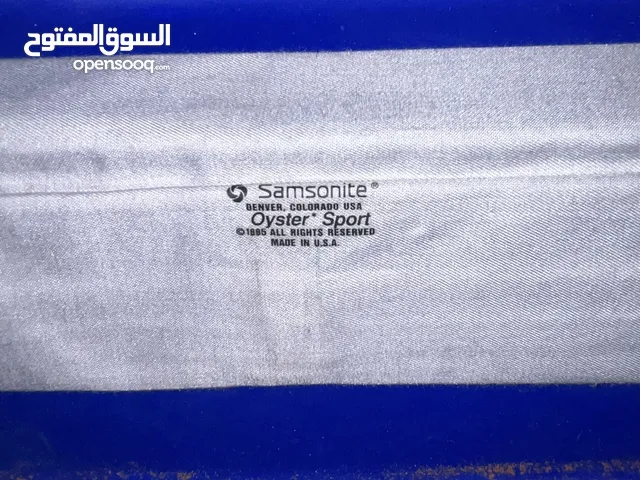 السوق المفتوح
opensooq.com
Samsonite®
DENVER, COLORADO USA
Oyster* Sport
©1995 ALL RIGHTS RESERVED
MADE IN U.S.A.